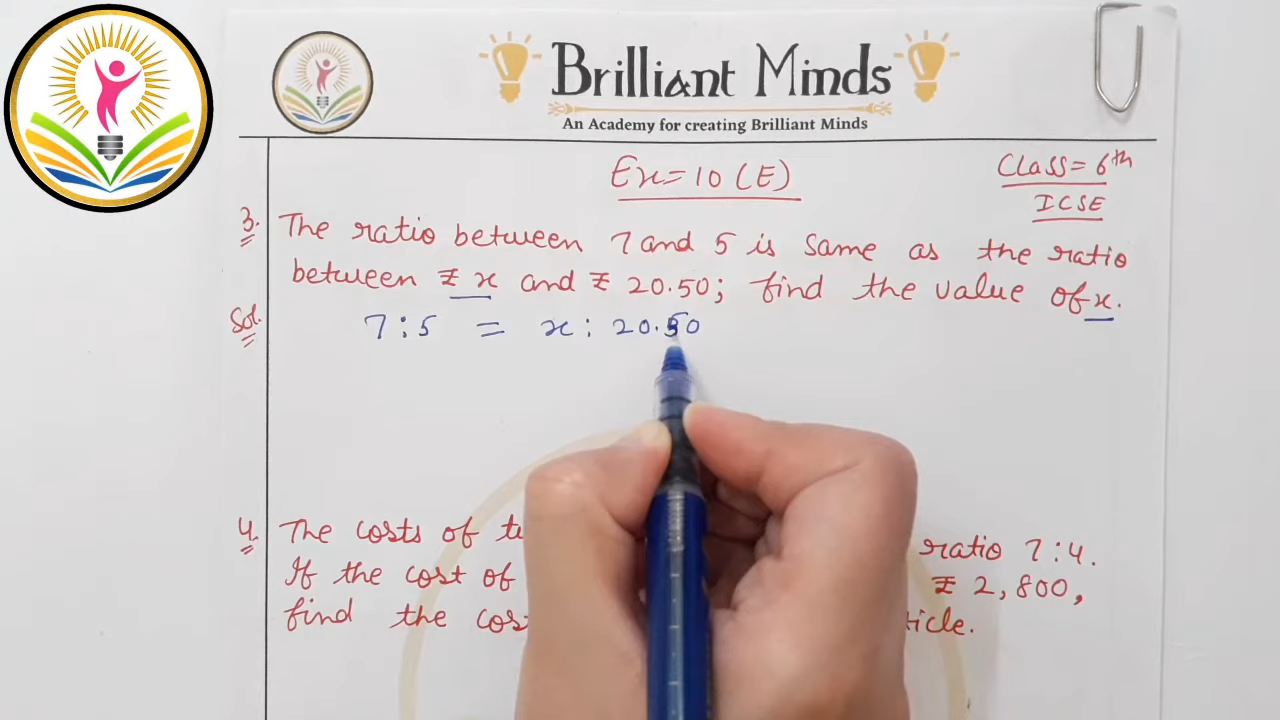 Brilliant Minds
An Academy for creating Brilliant Minds
Ex=10 (E)
Class=6th
ICSE
3. The ratio between 7 and 5 is same as the ratio
between ₹ x and ₹ 20.50; find the value of x.
Sol. 7:5 = x: 20.50
4. The costs of ratio 7:4.
If the cost of ₹ 2,800,
find the